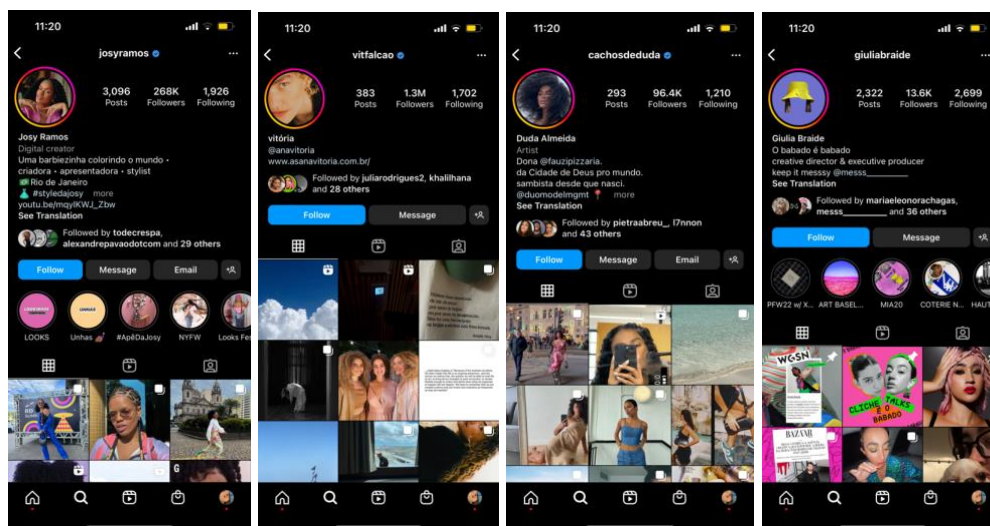 11:20
josyramos
3,096 268K 1,926
Posts Followers Following
Josy Ramos
Digital creator
Uma barbiezinha colorindo o mundo •
criadora • apresentadora • stylist
Rio de Janeiro
#styledajosy more
youtu.be/mqylKWJ_Zbw
See Translation
Followed by todecrespa,
alexandrepavaodotcom and 29 others
Follow Message Email
LOOKS Unhas #ApêDaJosy NYFW Looks Fes
11:20
vitfalcao
383 1.3M 1,702
Posts Followers Following
vitória
@anavitoria
www.asanavitoria.com.br/
Followed by juliarodrigues2, khalilhana
and 28 others
Follow Message
11:20
cachosdeduda
293 96.4K 1,210
Posts Followers Following
Duda Almeida
Artist
Dona @fauzipizzaria.
da Cidade de Deus pro mundo.
sambista desde que nasci.
@duomodelmgmt more
See Translation
Followed by pietraabreu_, l7nnon
and 43 others
Follow Message Email
11:20
giuliabraide
2,322 13.6K 2,699
Posts Followers Following
Giulia Braide
O babado é babado
creative director & executive producer
keep it messsy @messs_________
See Translation
Followed by mariaeleonorachagas,
messs_________ and 36 others
Follow Message
PFW22 w/ X... ART BASEL... MIA20 COTERIE N... HAUT
WGSN
CLICHE TALKS
É O
BABADO
BAZAAR